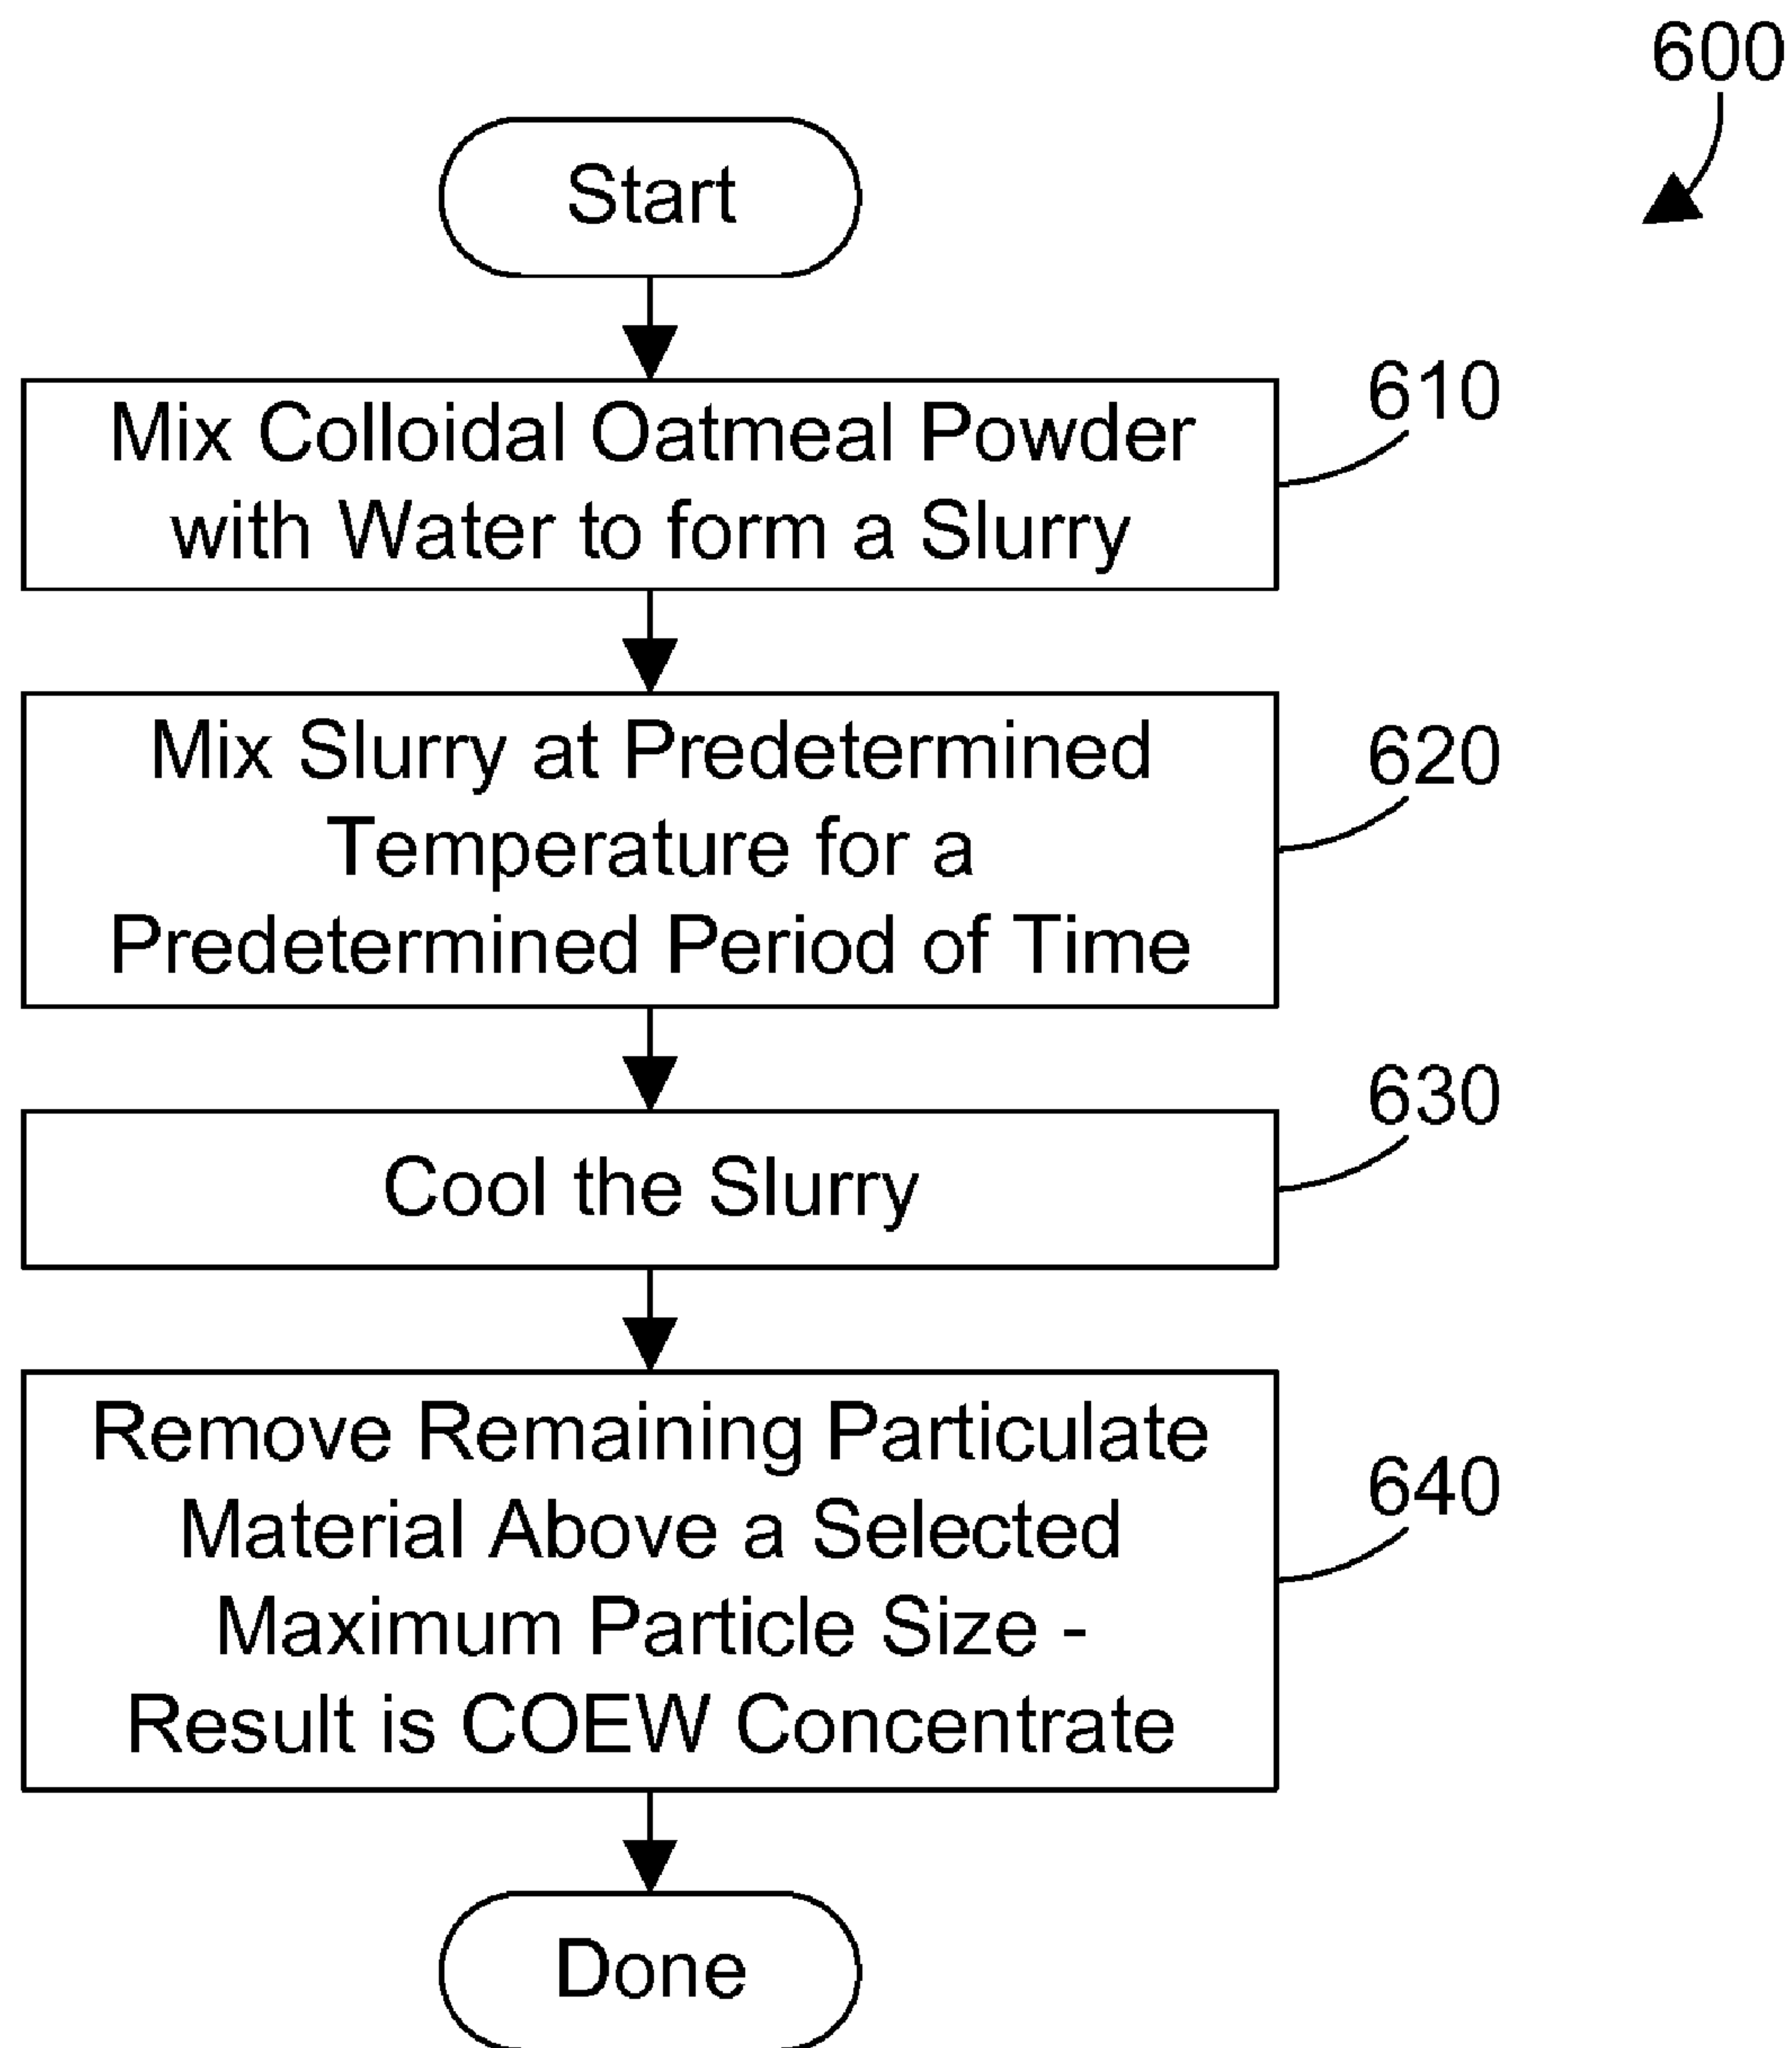 600
Start
Mix Colloidal Oatmeal Powder
with Water to form a Slurry
610
Mix Slurry at Predetermined
Temperature for a
Predetermined Period of Time
620
Cool the Slurry
630
Remove Remaining Particulate
Material Above a Selected
Maximum Particle Size -
Result is COEW Concentrate
640
Done